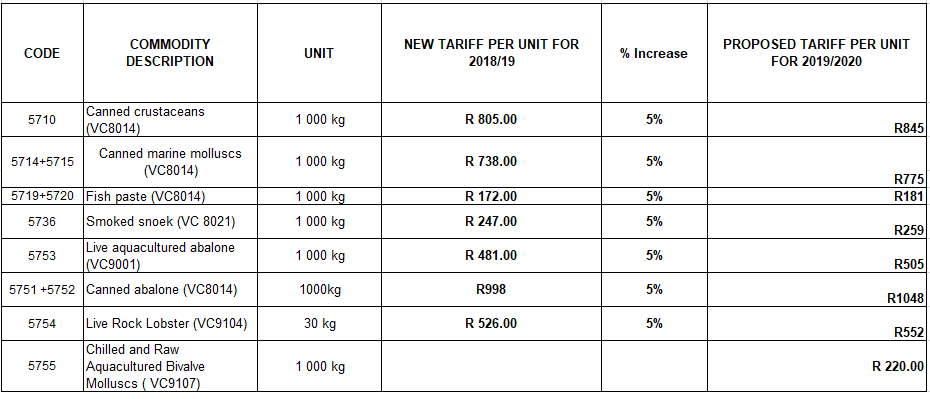 CODE COMMODITY DESCRIPTION UNIT NEW TARIFF PER UNIT FOR 2018/19 % Increase PROPOSED TARIFF PER UNIT FOR 2019/2020
5710 Canned crustaceans (VC8014) 1 000 kg R 805.00 5% R845
5714+5715 Canned marine molluscs (VC8014) 1 000 kg R 738.00 5% R775
5719+5720 Fish paste (VC8014) 1 000 kg R 172.00 5% R181
5736 Smoked snoek (VC 8021) 1 000 kg R 247.00 5% R259
5753 Live aquacultured abalone (VC9001) 1 000 kg R 481.00 5% R505
5751 +5752 Canned abalone (VC8014) 1000kg R998 5% R1048
5754 Live Rock Lobster (VC9104) 30 kg R 526.00 5% R552
5755 Chilled and Raw Aquacultured Bivalve Molluscs ( VC9107) 1 000 kg R 220.00